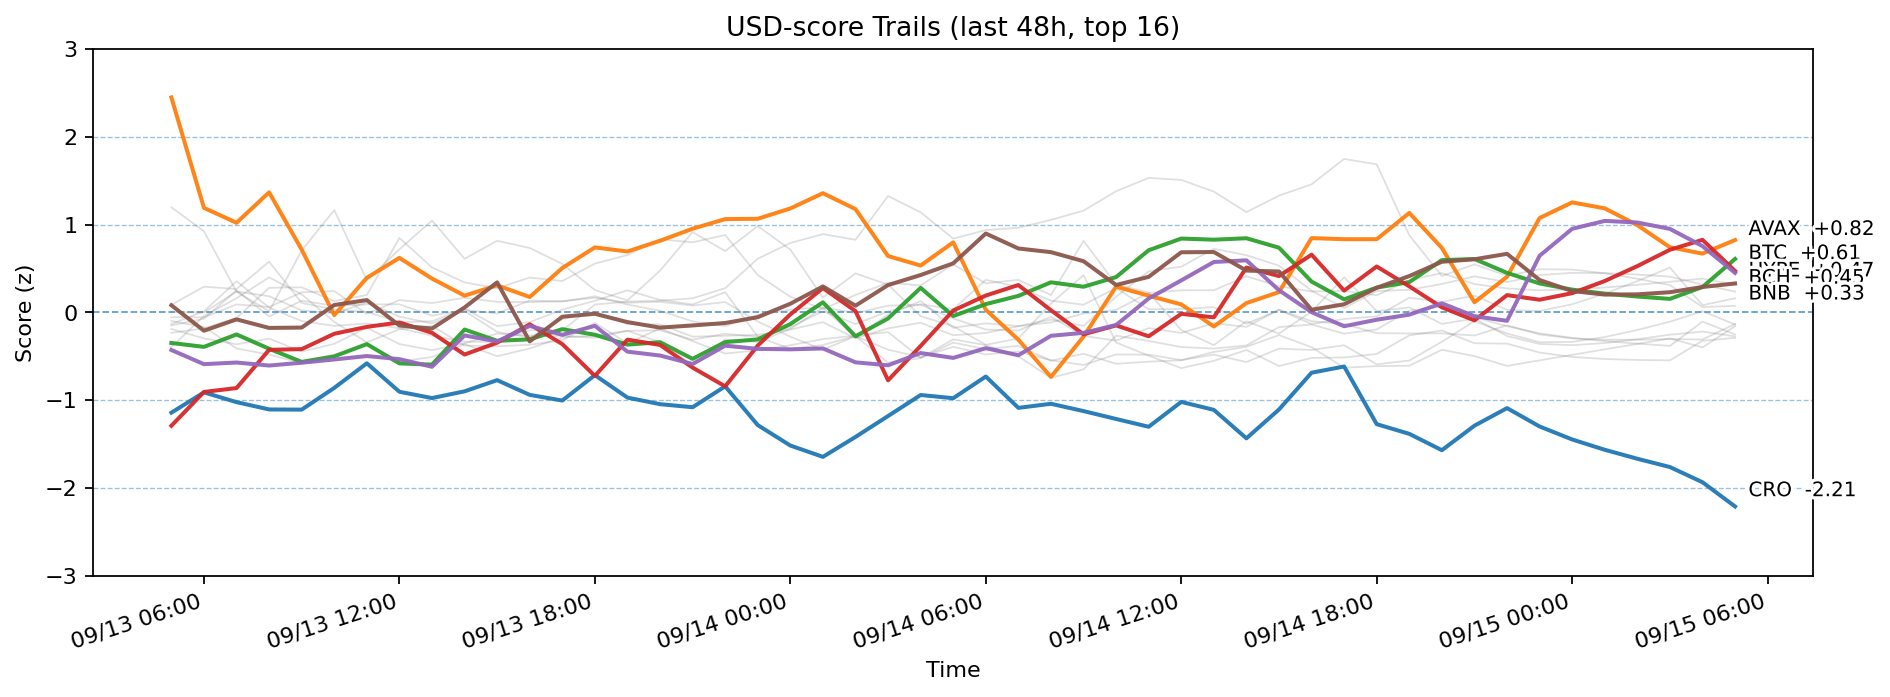 USD-score Trails (last 48h, top 16)
Score (z)
3
2
1
0
−1
−2
−3
AVAX +0.82
BTC +0.61
BCH +0.45
BNB +0.33
CRO -2.21
09/13 06:00
09/13 12:00
09/13 18:00
09/14 00:00
09/14 06:00
09/14 12:00
09/14 18:00
09/15 00:00
09/15 06:00
Time